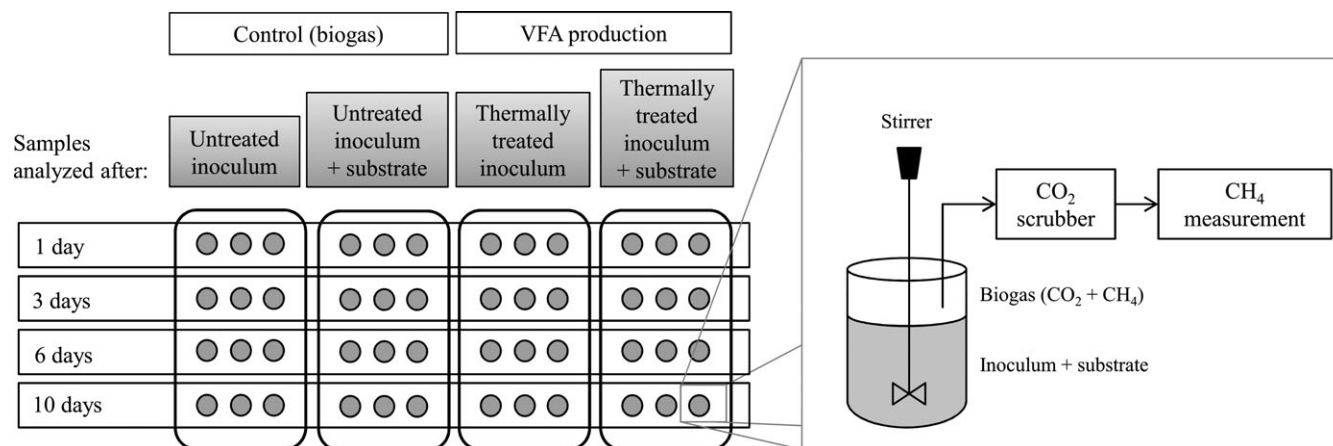 Control (biogas)
VFA production
Samples
analyzed after:
Untreated
inoculum
Untreated
inoculum
+ substrate
Thermally
treated
inoculum
Thermally
treated
inoculum
+ substrate
1 day
3 days
6 days
10 days
Stirrer
CO₂
scrubber
CH₄
measurement
Biogas (CO₂ + CH₄)
Inoculum + substrate